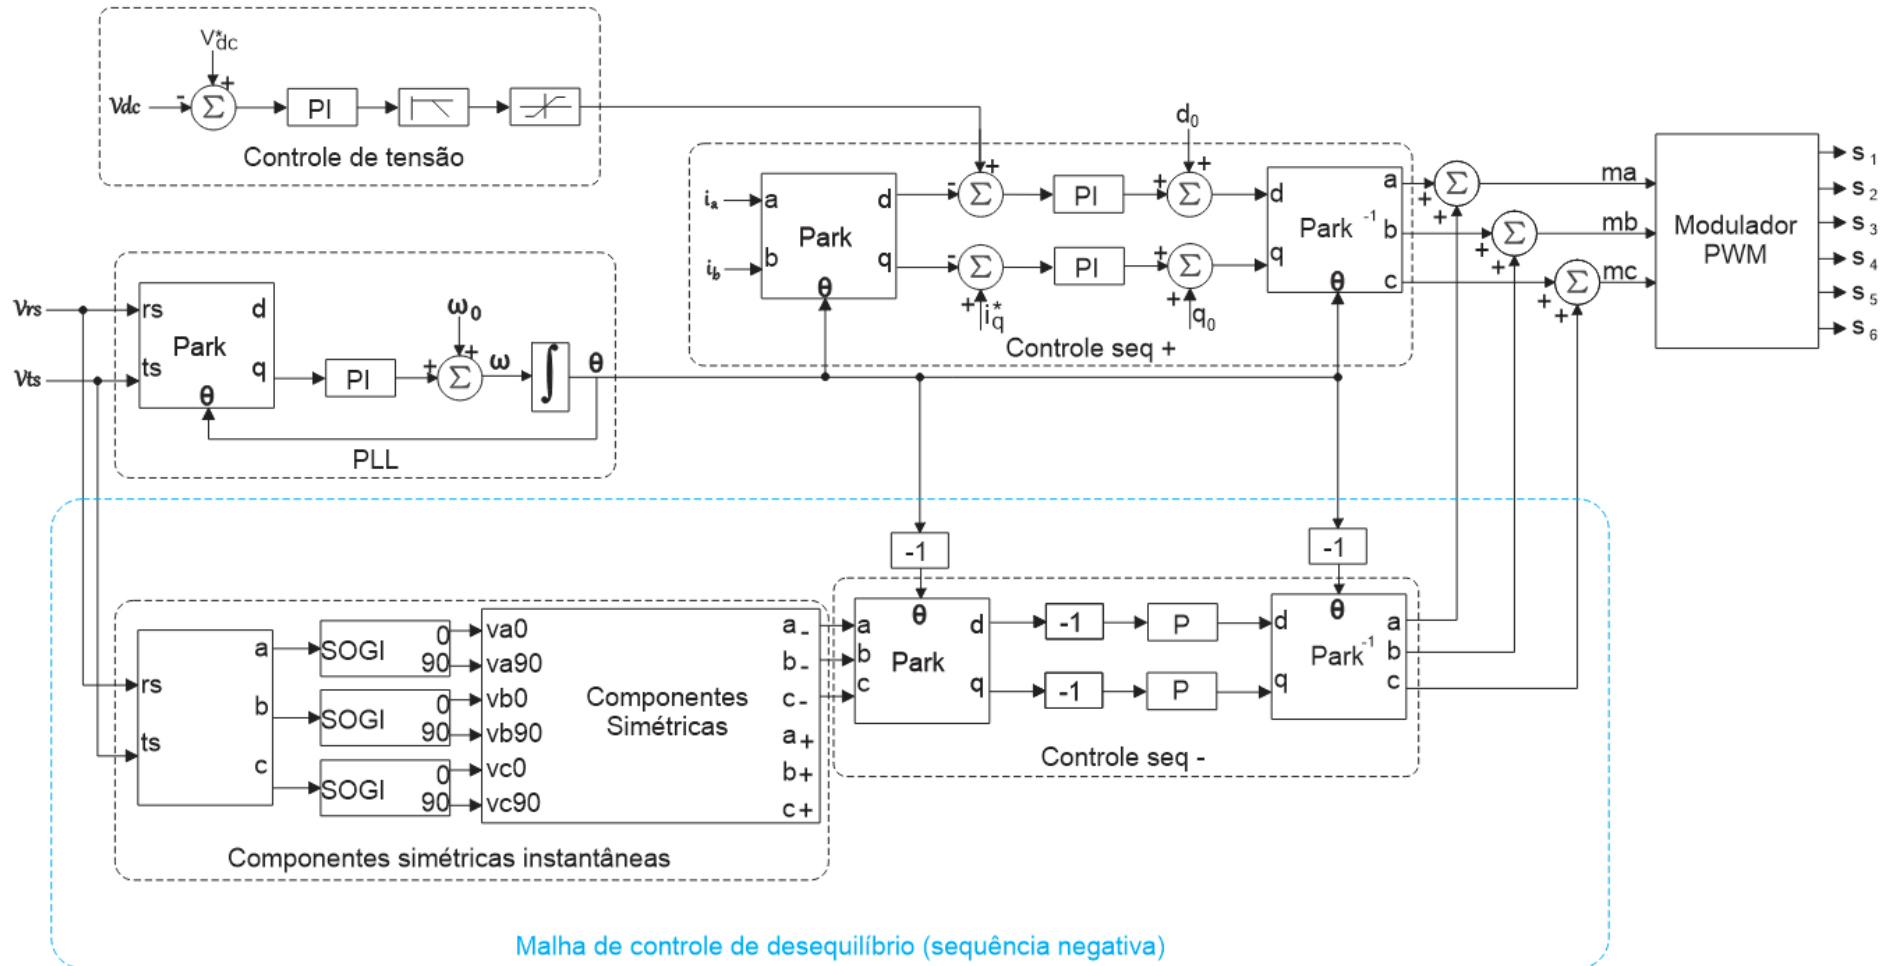 V*dc
+
-
Vdc
Σ
PI
Controle de tensão
d₀
ia
a
d
-
+
Σ
PI
+
+
Σ
d
a
Park
Park⁻¹
b
ib
b
q
-
Σ
PI
+
Σ
q
c
θ
+
i*q
+
q₀
θ
Controle seq +
+
+
Σ
+
+
Σ
+
+
Σ
ma
mb
mc
Modulador
PWM
s₁
s₂
s₃
s₄
s₅
s₆
Vrs
rs
d
Park
Vts
ts
q
θ
PI
ω₀
+
+
Σ
ω
∫
θ
PLL
-1
-1
rs
ts
a
b
c
SOGI
0
90
SOGI
0
90
SOGI
0
90
va0
va90
vb0
vb90
vc0
vc90
Componentes
Simétricas
a-
b-
c-
a+
b+
c+
Componentes simétricas instantâneas
θ
a
b
c
Park
d
q
-1
P
-1
P
θ
d
q
Park⁻¹
a
b
c
Controle seq -
Malha de controle de desequilíbrio (sequência negativa)